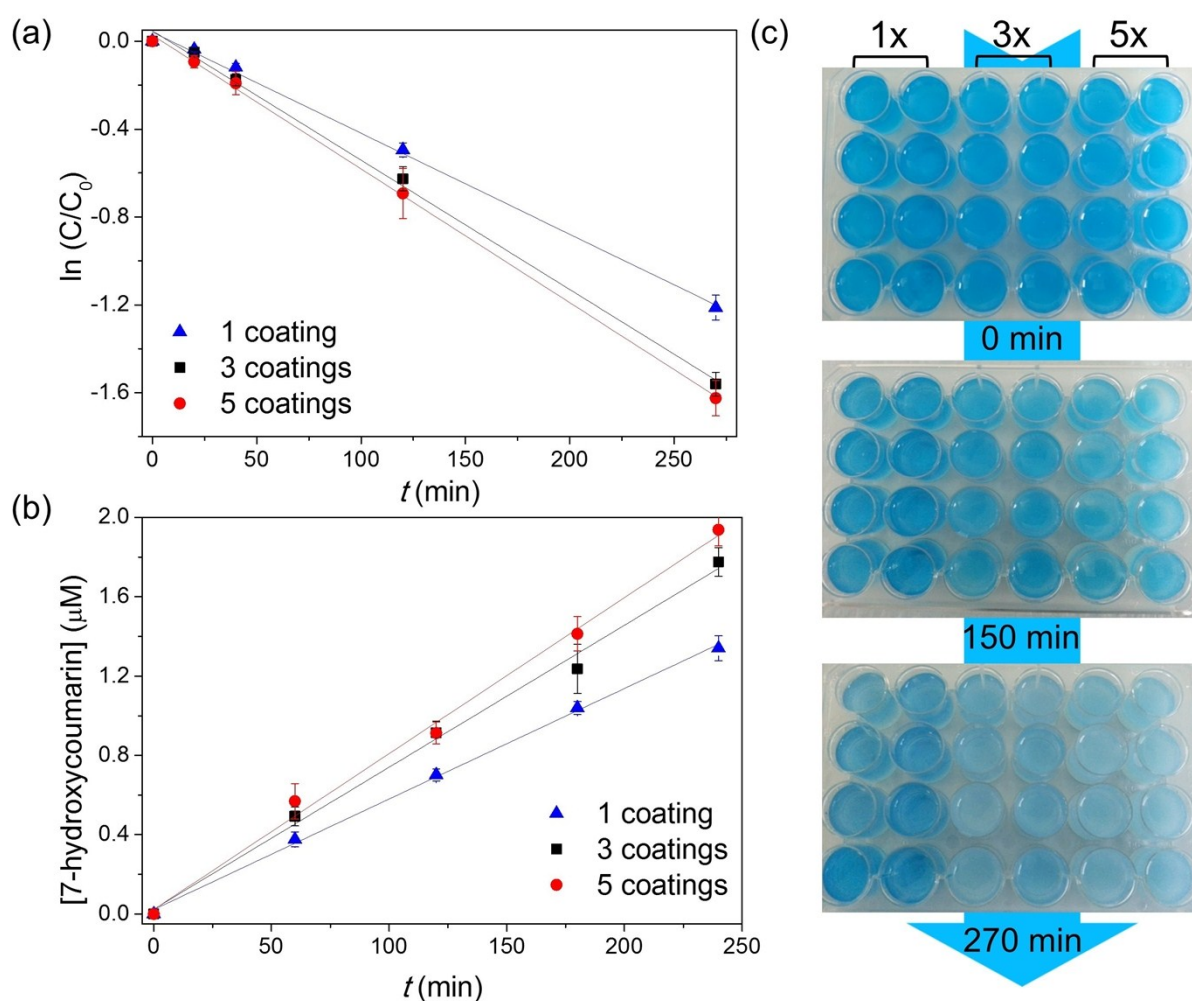 (a)
0.0
-0.4
-0.8
-1.2
-1.6
ln (C/C₀)
1 coating
3 coatings
5 coatings
0 50 100 150 200 250
t (min)
(b)
2.0
1.6
1.2
0.8
0.4
0.0
[7-hydroxycoumarin] (μM)
1 coating
3 coatings
5 coatings
0 50 100 150 200 250
t (min)
(c)
1x 3x 5x
0 min
150 min
270 min